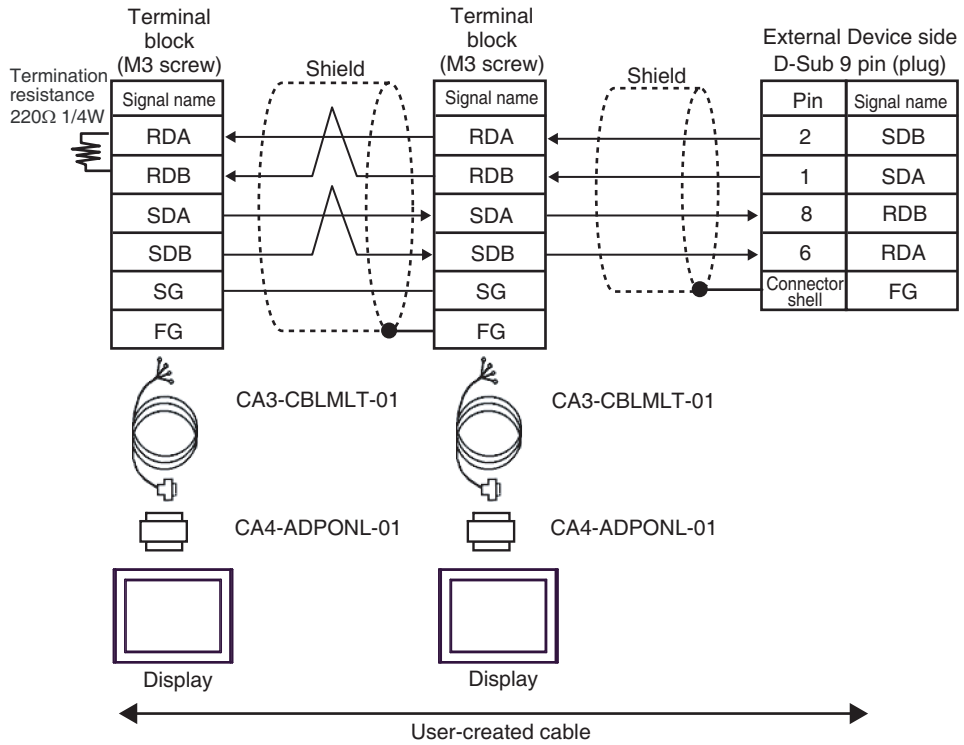 Terminal
block
(M3 screw)
Terminal
block
(M3 screw)
External Device side
D-Sub 9 pin (plug)
Termination
resistance
220Ω 1/4W
Shield
Shield
Signal name
Signal name
Pin
Signal name
RDA
RDA
2
SDB
RDB
RDB
1
SDA
SDA
SDA
8
RDB
SDB
SDB
6
RDA
SG
SG
Connector
shell
FG
FG
FG
CA3-CBLMLT-01
CA3-CBLMLT-01
CA4-ADPONL-01
CA4-ADPONL-01
Display
Display
User-created cable